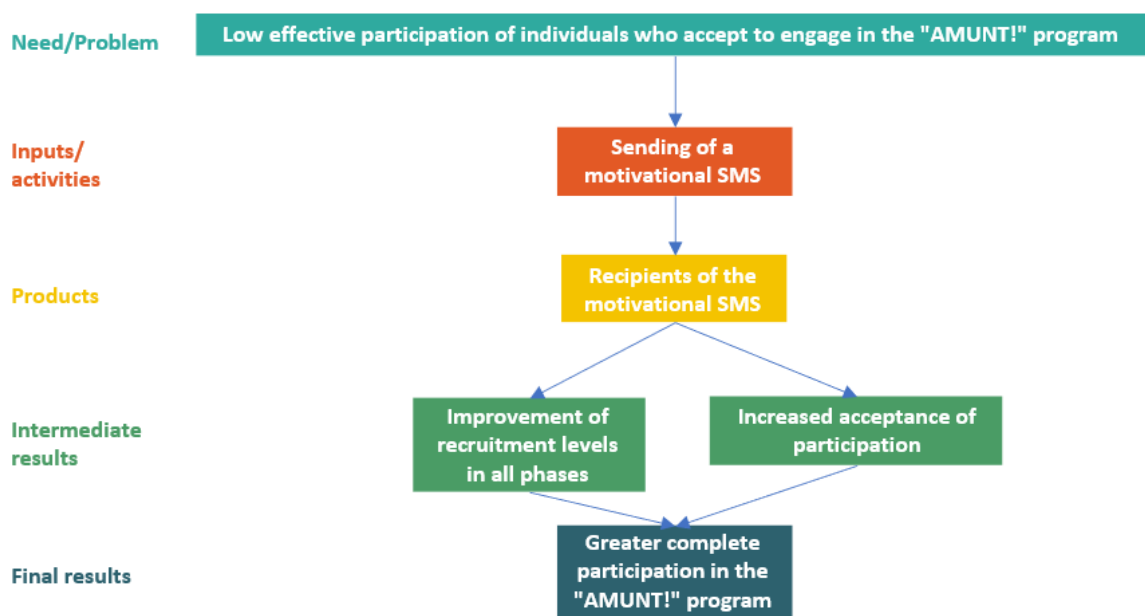 Need/Problem
Low effective participation of individuals who accept to engage in the "AMUNT!" program
Inputs/
activities
Sending of a
motivational SMS
Products
Recipients of the
motivational SMS
Intermediate
results
Improvement of
recruitment levels
in all phases
Increased acceptance of
participation
Final results
Greater complete
participation in the
"AMUNT!" program